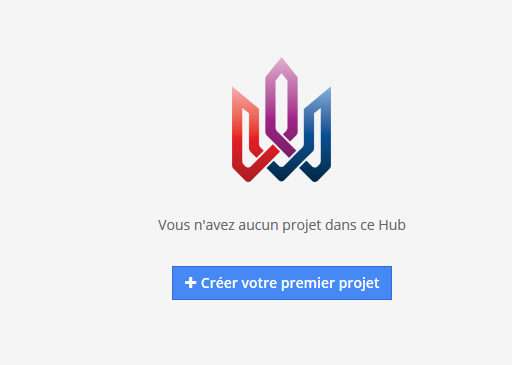 Vous n'avez aucun projet dans ce Hub
+ Créer votre premier projet